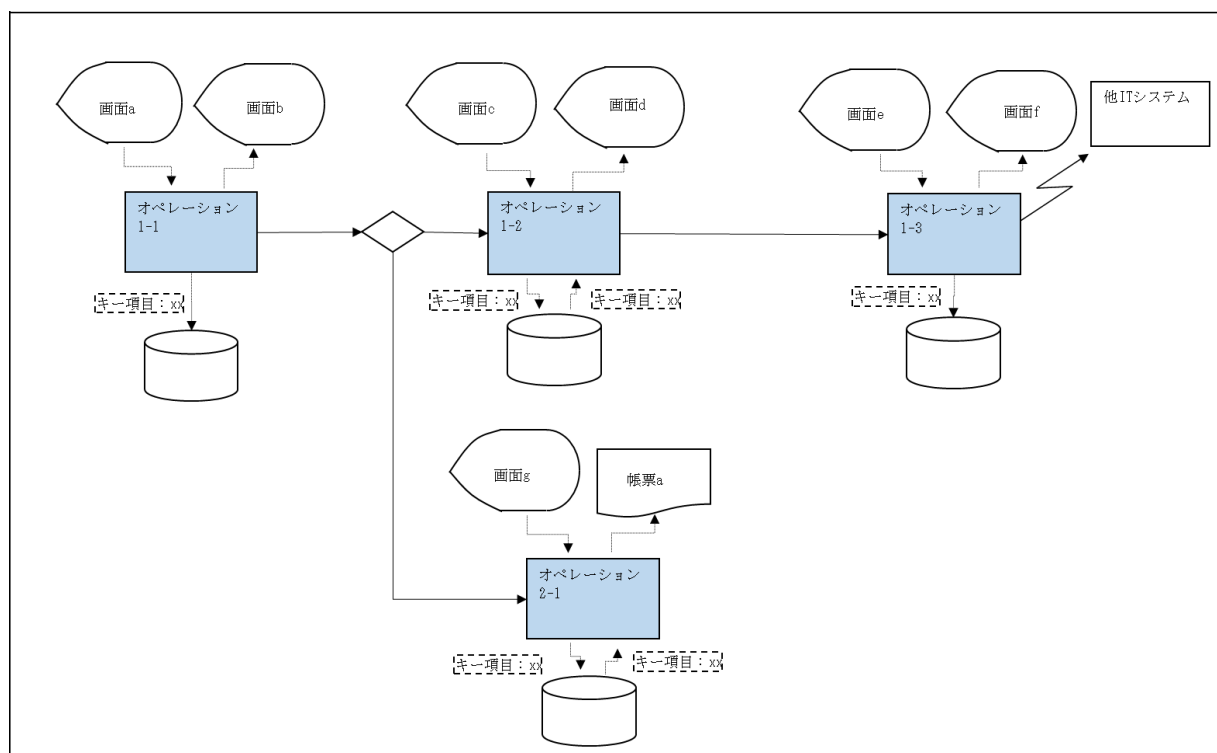 画面a
画面b
画面c
画面d
画面e
画面f
他ITシステム
オペレーション
1-1
オペレーション
1-2
オペレーション
1-3
キー項目：xx
キー項目：xx
キー項目：xx
キー項目：xx
画面g
帳票a
オペレーション
2-1
キー項目：xx
キー項目：xx